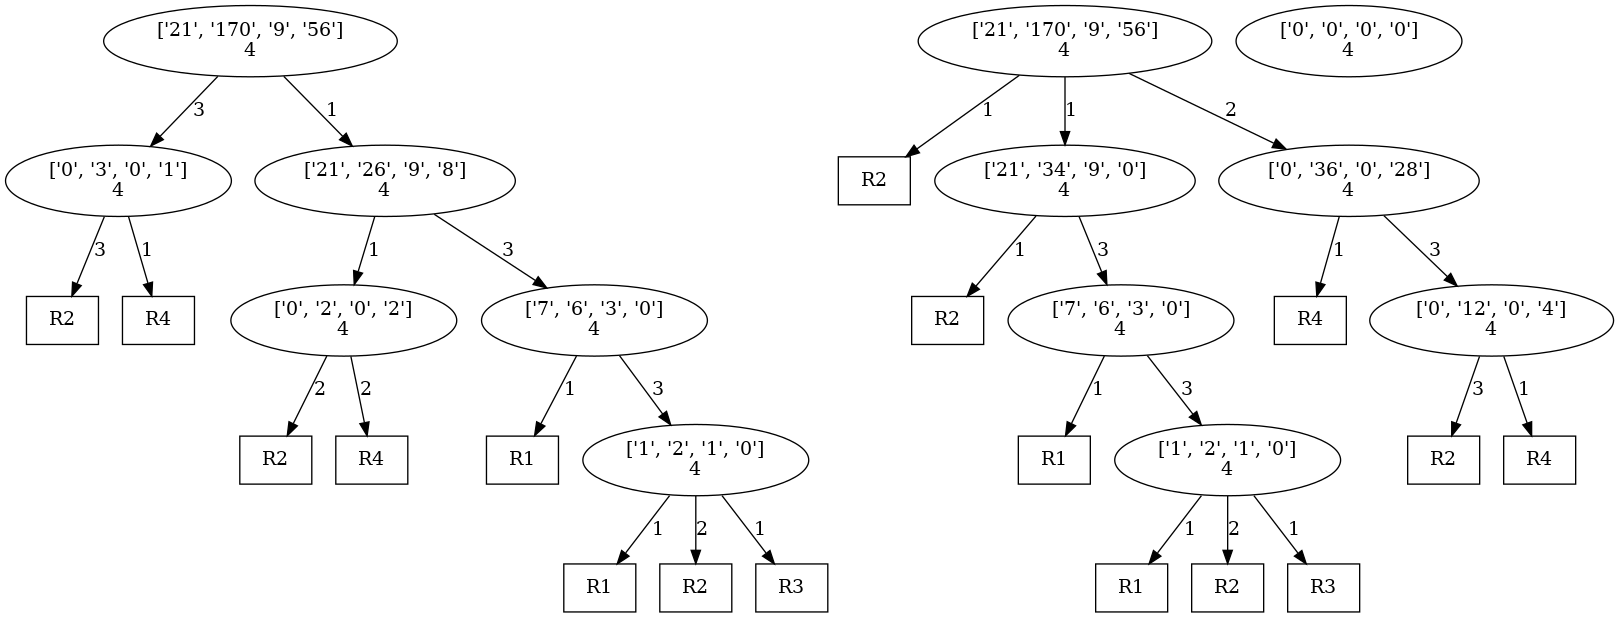 ['21', '170', '9', '56']
4
['21', '170', '9', '56']
4
['0', '0', '0', '0']
4
3
1
1
1
2
['0', '3', '0', '1']
4
['21', '26', '9', '8']
4
R2
['21', '34', '9', '0']
4
['0', '36', '0', '28']
4
3
1
1
3
1
3
1
3
R2
R4
['0', '2', '0', '2']
4
['7', '6', '3', '0']
4
R2
['7', '6', '3', '0']
4
R4
['0', '12', '0', '4']
4
2
2
1
3
1
3
3
1
R2
R4
R1
['1', '2', '1', '0']
4
R1
['1', '2', '1', '0']
4
R2
R4
1
2
1
1
2
1
R1
R2
R3
R1
R2
R3